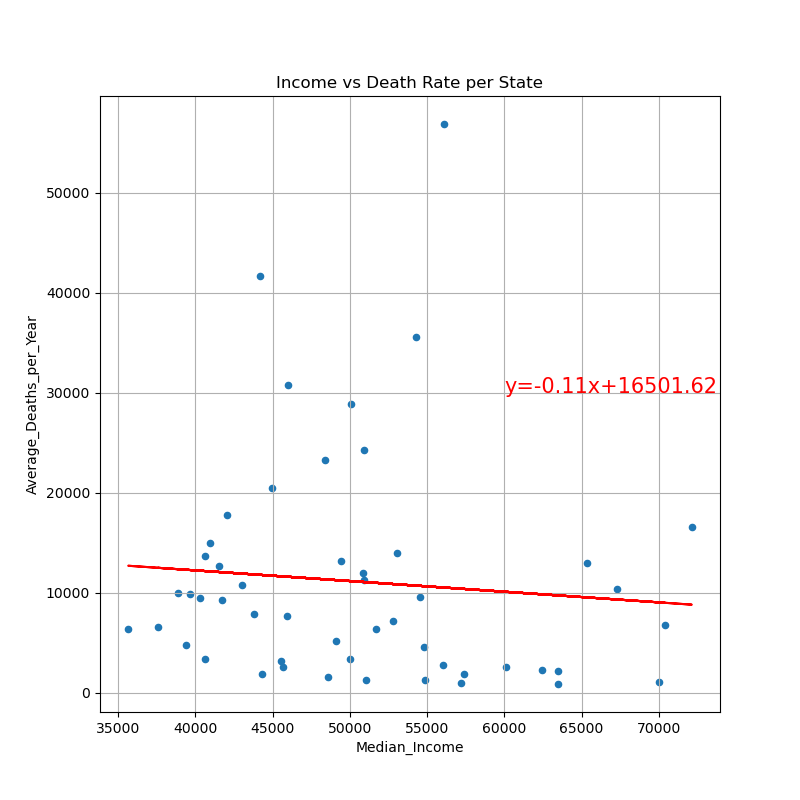 Income vs Death Rate per State
Average_Deaths_per_Year
50000
40000
30000
20000
10000
0
y=-0.11x+16501.62
35000 40000 45000 50000 55000 60000 65000 70000
Median_Income